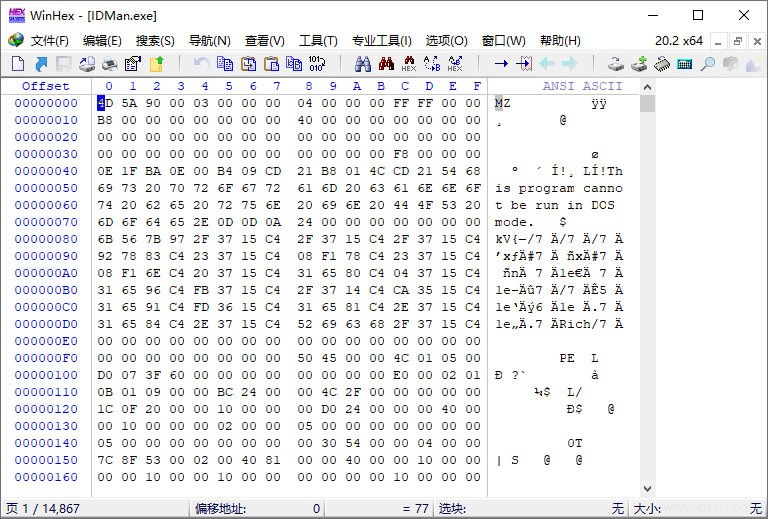 WinHex - [IDMan.exe]
文件(F) 编辑(E) 搜索(S) 导航(N) 查看(V) 工具(T) 专业工具(I) 选项(O) 窗口(W) 帮助(H) 20.2 x64
Offset 0 1 2 3 4 5 6 7 8 9 A B C D E F ANSI ASCII
00000000 4D 5A 90 00 03 00 00 00 04 00 00 00 FF FF 00 00 MZ ÿÿ
00000010 B8 00 00 00 00 00 00 00 40 00 00 00 00 00 00 00 ¸ @
00000020 00 00 00 00 00 00 00 00 00 00 00 00 00 00 00 00
00000030 00 00 00 00 00 00 00 00 00 00 00 00 F8 00 00 00 ø
00000040 0E 1F BA 0E 00 B4 09 CD 21 B8 01 4C CD 21 54 68 º ´ Í!¸ LÍ!Th
00000050 69 73 20 70 72 6F 67 72 61 6D 20 63 61 6E 6E 6F is program canno
00000060 74 20 62 65 20 72 75 6E 20 69 6E 20 44 4F 53 20 t be run in DOS
00000070 6D 6F 64 65 2E 0D 0D 0A 24 00 00 00 00 00 00 00 mode. $
00000080 6B 56 7B 97 2F 37 15 C4 2F 37 15 C4 2F 37 15 C4 kV{—/7 Ä/7 Ä/7 Ä
00000090 92 78 83 C4 23 37 15 C4 08 F1 78 C4 23 37 15 C4 ’xƒÄ#7 Ä ñxÄ#7 Ä
000000A0 08 F1 6E C4 20 37 15 C4 31 65 80 C4 04 37 15 C4 ñnÄ 7 Ä1e€Ä 7 Ä
000000B0 31 65 96 C4 FB 37 15 C4 2F 37 14 C4 CA 35 15 C4 1e–Äû7 Ä/7 ÄÊ5 Ä
000000C0 31 65 91 C4 FD 36 15 C4 31 65 81 C4 2E 37 15 C4 1e‘Äý6 Ä1e Ä.7 Ä
000000D0 31 65 84 C4 2E 37 15 C4 52 69 63 68 2F 37 15 C4 1e„Ä.7 ÄRich/7 Ä
000000E0 00 00 00 00 00 00 00 00 00 00 00 00 00 00 00 00
000000F0 00 00 00 00 00 00 00 00 50 45 00 00 4C 01 05 00 PE L
00000100 D0 07 3F 60 00 00 00 00 00 00 00 00 E0 00 02 01 Ð ?` à
00000110 0B 01 09 00 00 BC 24 00 00 4C 2F 00 00 00 00 00 ¼$ L/
00000120 1C 0F 20 00 00 10 00 00 00 D0 24 00 00 00 40 00 Ð$ @
00000130 00 10 00 00 00 02 00 00 05 00 00 00 00 00 00 00
00000140 05 00 00 00 00 00 00 00 00 30 54 00 00 04 00 00 0T
00000150 7C 8F 53 00 02 00 40 81 00 00 40 00 00 10 00 00 | S @ @
00000160 00 00 10 00 00 10 00 00 00 00 00 00 10 00 00 00
页 1 / 14,867 偏移地址: 0 = 77 选块: 无 大小: 无